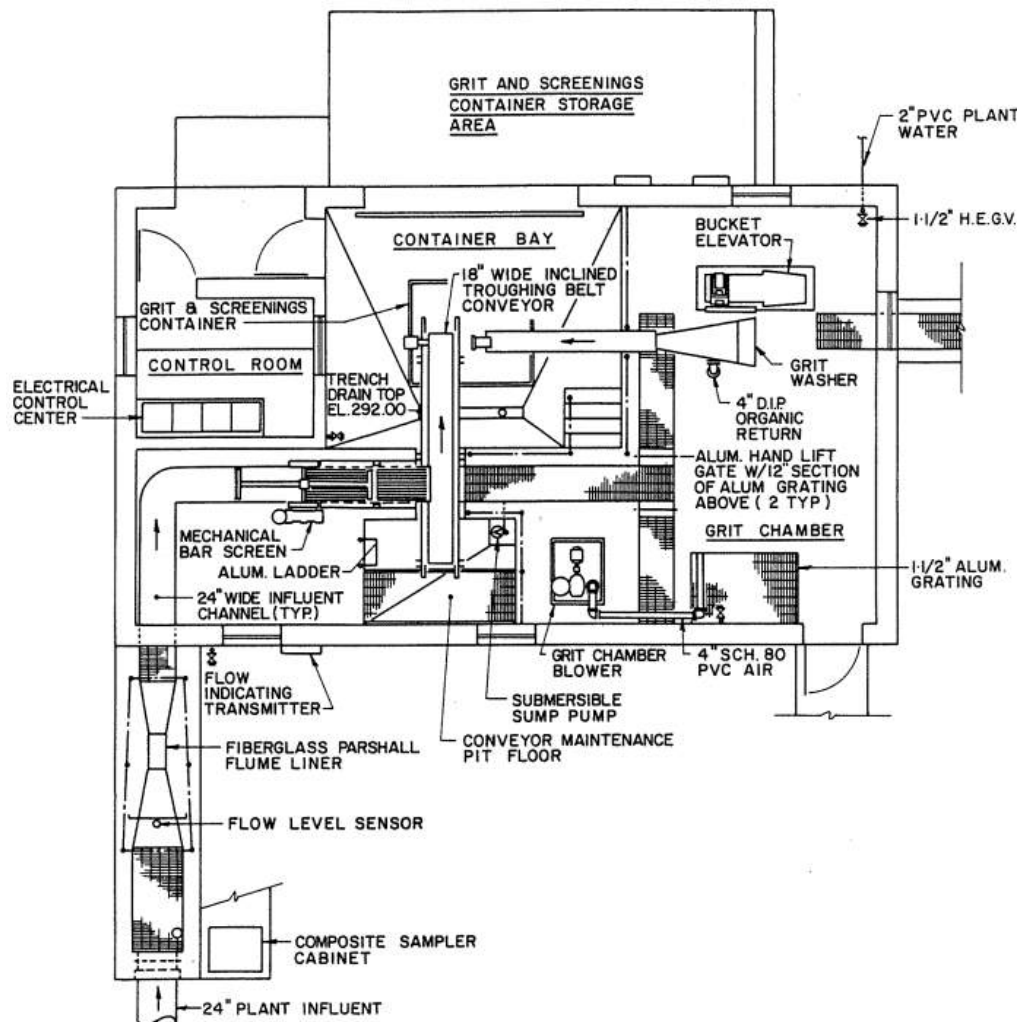 GRIT AND SCREENINGS
CONTAINER STORAGE
AREA
2" PVC PLANT
WATER
1-1/2" H.E.G.V.
BUCKET
ELEVATOR
CONTAINER BAY
18" WIDE INCLINED
TROUGHING BELT
CONVEYOR
GRIT & SCREENINGS
CONTAINER
CONTROL ROOM
ELECTRICAL
CONTROL
CENTER
TRENCH
DRAIN TOP
EL. 292.00
GRIT
WASHER
4" D.I.P.
ORGANIC
RETURN
ALUM. HAND LIFT
GATE W/12" SECTION
OF ALUM GRATING
ABOVE (2 TYP)
GRIT CHAMBER
MECHANICAL
BAR SCREEN
ALUM. LADDER
1-1/2" ALUM.
GRATING
24" WIDE INFLUENT
CHANNEL (TYP.)
FLOW
INDICATING
TRANSMITTER
GRIT CHAMBER
BLOWER
4" SCH. 80
PVC AIR
SUBMERSIBLE
SUMP PUMP
CONVEYOR MAINTENANCE
PIT FLOOR
FIBERGLASS PARSHALL
FLUME LINER
FLOW LEVEL SENSOR
COMPOSITE SAMPLER
CABINET
24" PLANT INFLUENT